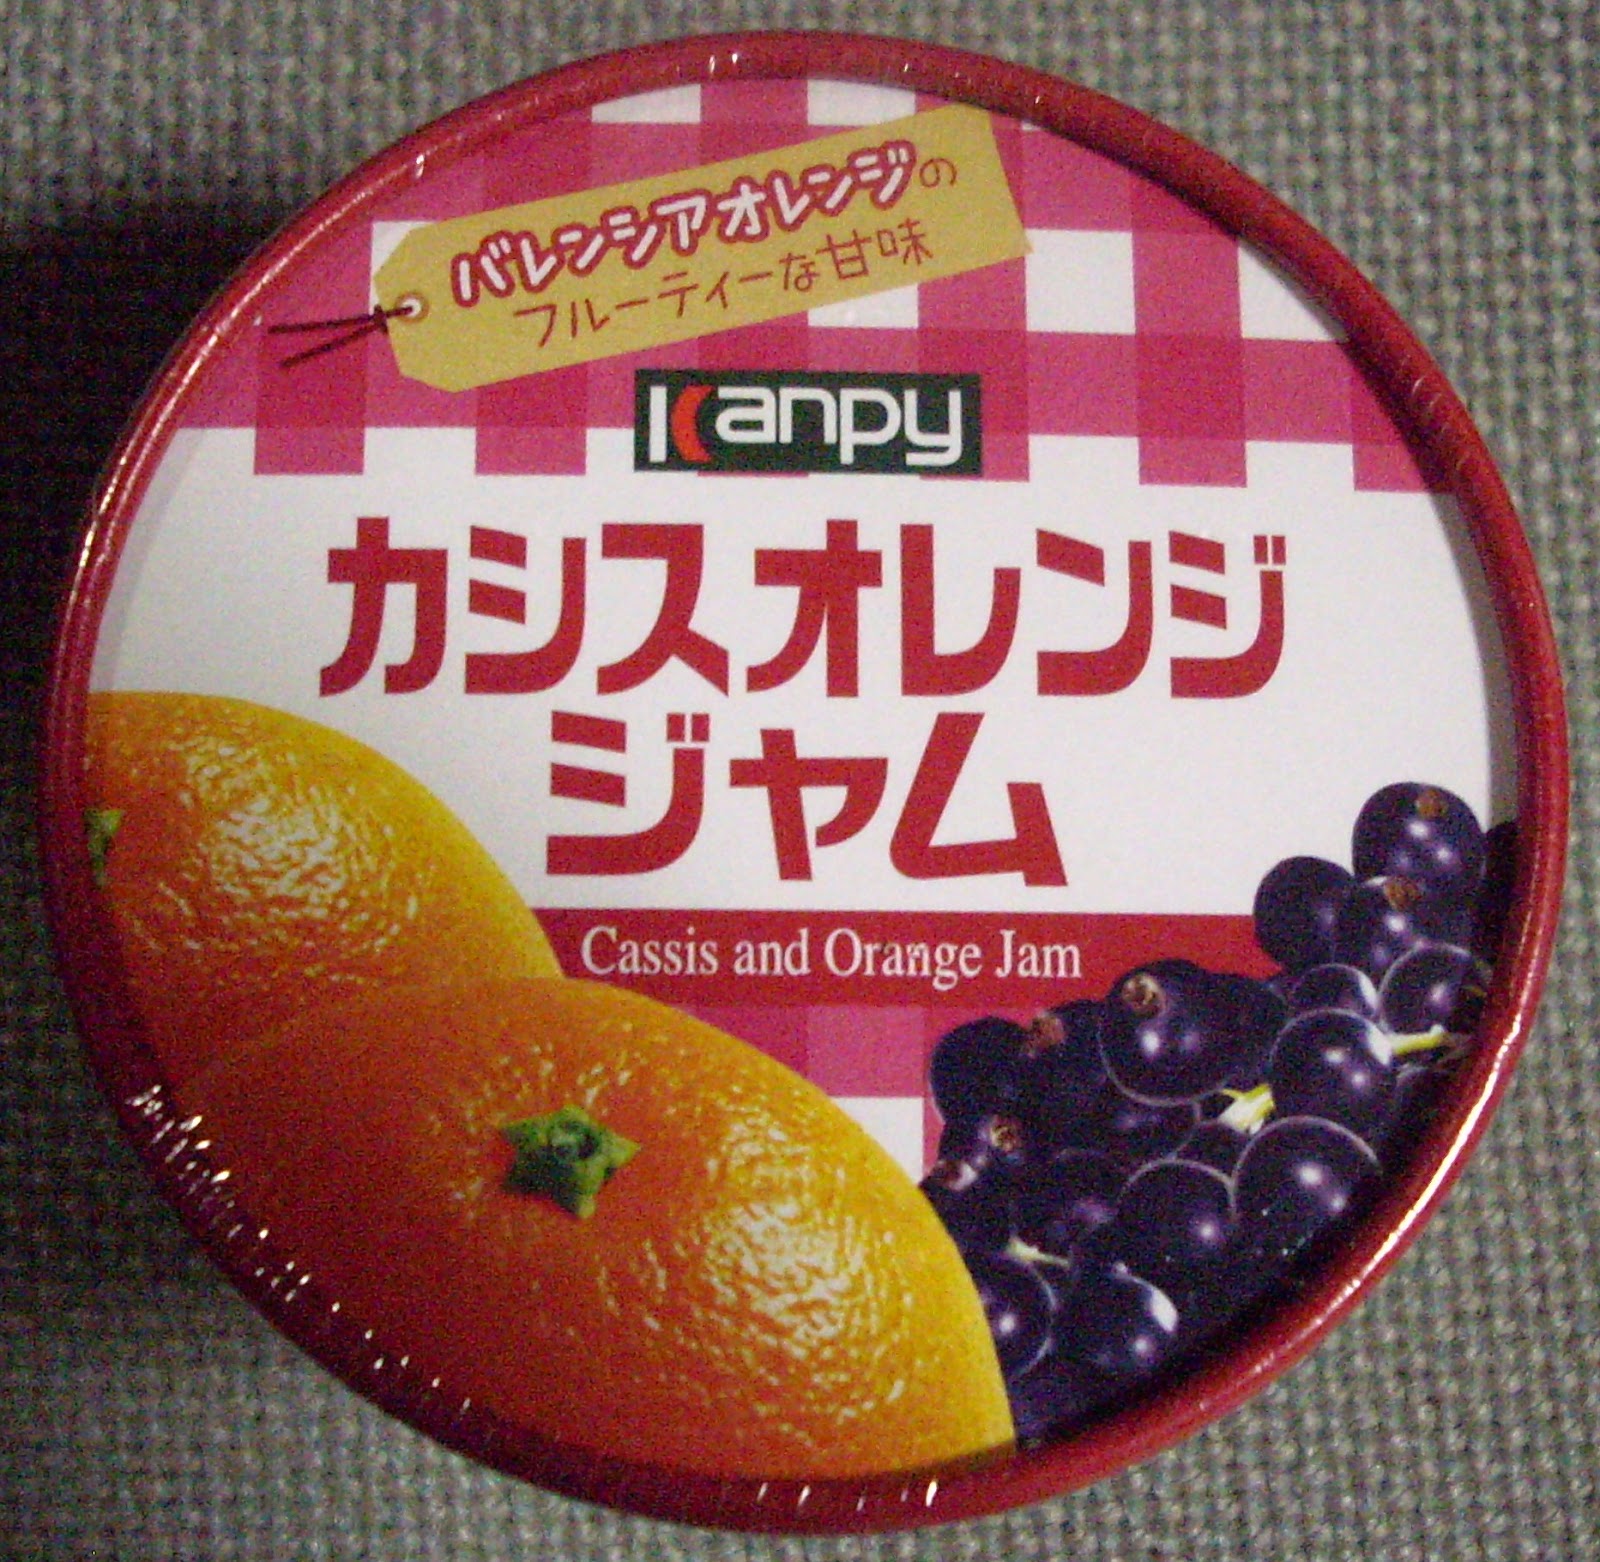 バレンシアオレンジの
フルーティーな甘味
Kanpy
カシスオレンジ
ジャム
Cassis and Orange Jam